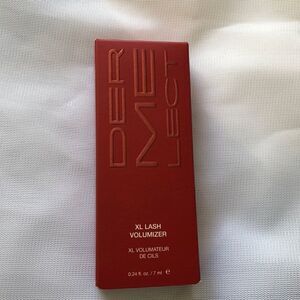 DER
ME
LECT
XL LASH
VOLUMIZER
XL VOLUMATEUR
DE CILS
0.24 fl. oz. / 7 ml ℮